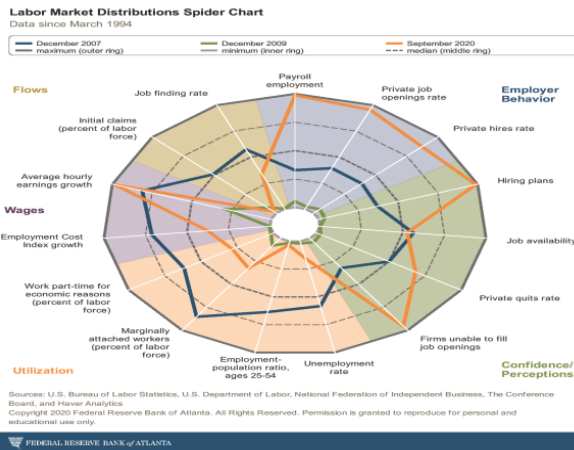 Labor Market Distributions Spider Chart
Data since March 1994
December 2007
December 2009
September 2020
maximum (outer ring)
minimum (inner ring)
median (middle ring)
Flows
Employer
Behavior
Payroll
employment
Job finding rate
Private job
openings rate
Initial claims
(percent of labor
force)
Private hires rate
Average hourly
earnings growth
Hiring plans
Wages
Employment Cost
Index growth
Job availability
Work part-time for
economic reasons
(percent of labor
force)
Private quits rate
Marginally
attached workers
(percent of labor
force)
Firms unable to fill
job openings
Employment-
population ratio,
ages 25-54
Unemployment
rate
Utilization
Confidence/
Perceptions
Sources: U.S. Bureau of Labor Statistics, U.S. Department of Labor, National Federation of Independent Business, The Conference
Board, and Haver Analytics
Copyright 2020 Federal Reserve Bank of Atlanta. All Rights Reserved. Permission is granted to reproduce for personal and
educational use only.
FEDERAL RESERVE BANK of ATLANTA